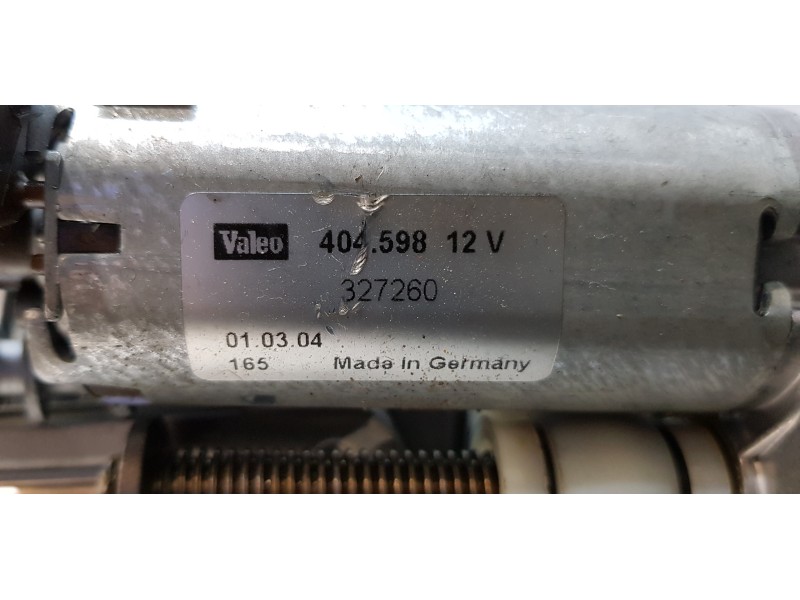 Valeo 404.598 12 V
327260
01.03.04
165 Made in Germany